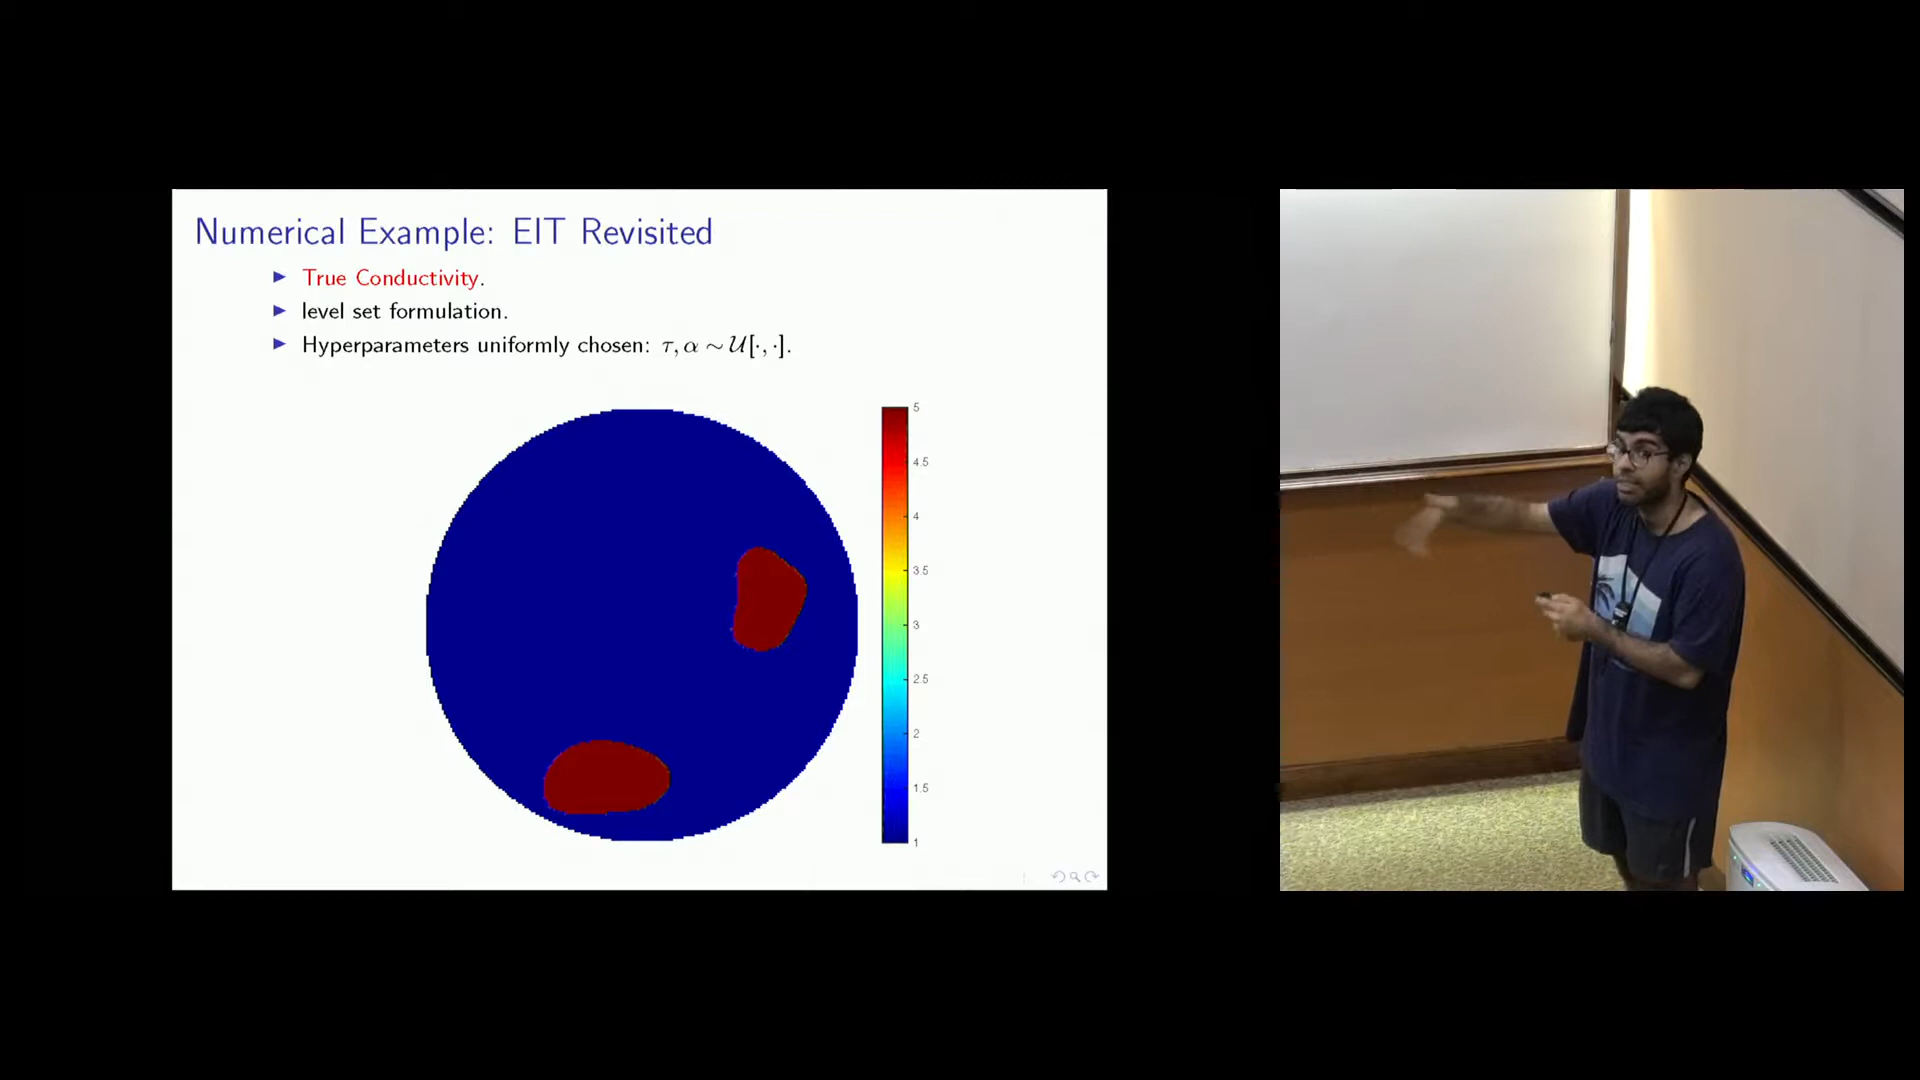 Numerical Example: EIT Revisited
▶ True Conductivity.
▶ level set formulation.
▶ Hyperparameters uniformly chosen: τ, α ∼ 𝒰[·, ·].
5
4.5
4
3.5
3
2.5
2
1.5
1